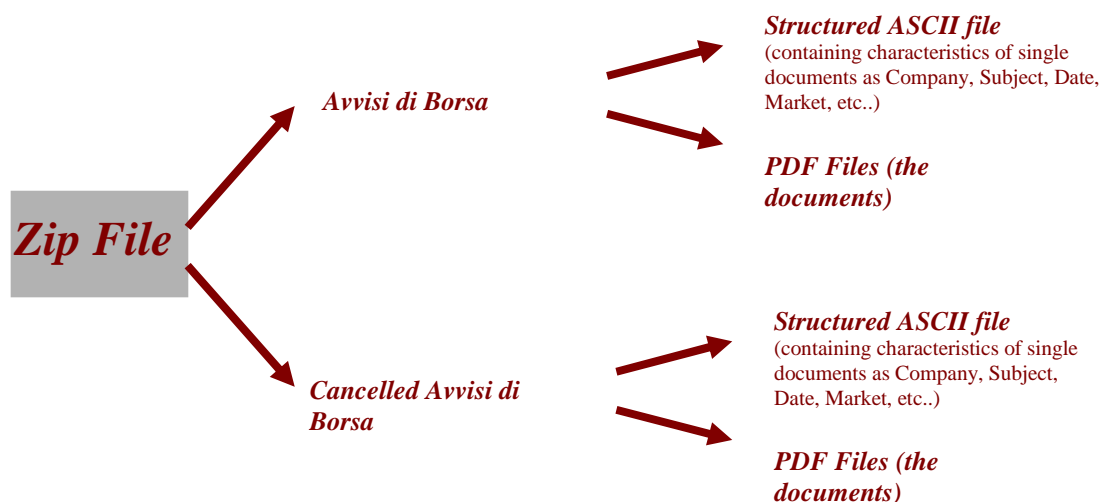 Structured ASCII file
(containing characteristics of single
documents as Company, Subject, Date,
Market, etc..)
Avvisi di Borsa
PDF Files (the
documents)
Zip File
Structured ASCII file
(containing characteristics of single
documents as Company, Subject,
Date, Market, etc..)
Cancelled Avvisi di
Borsa
PDF Files (the
documents)